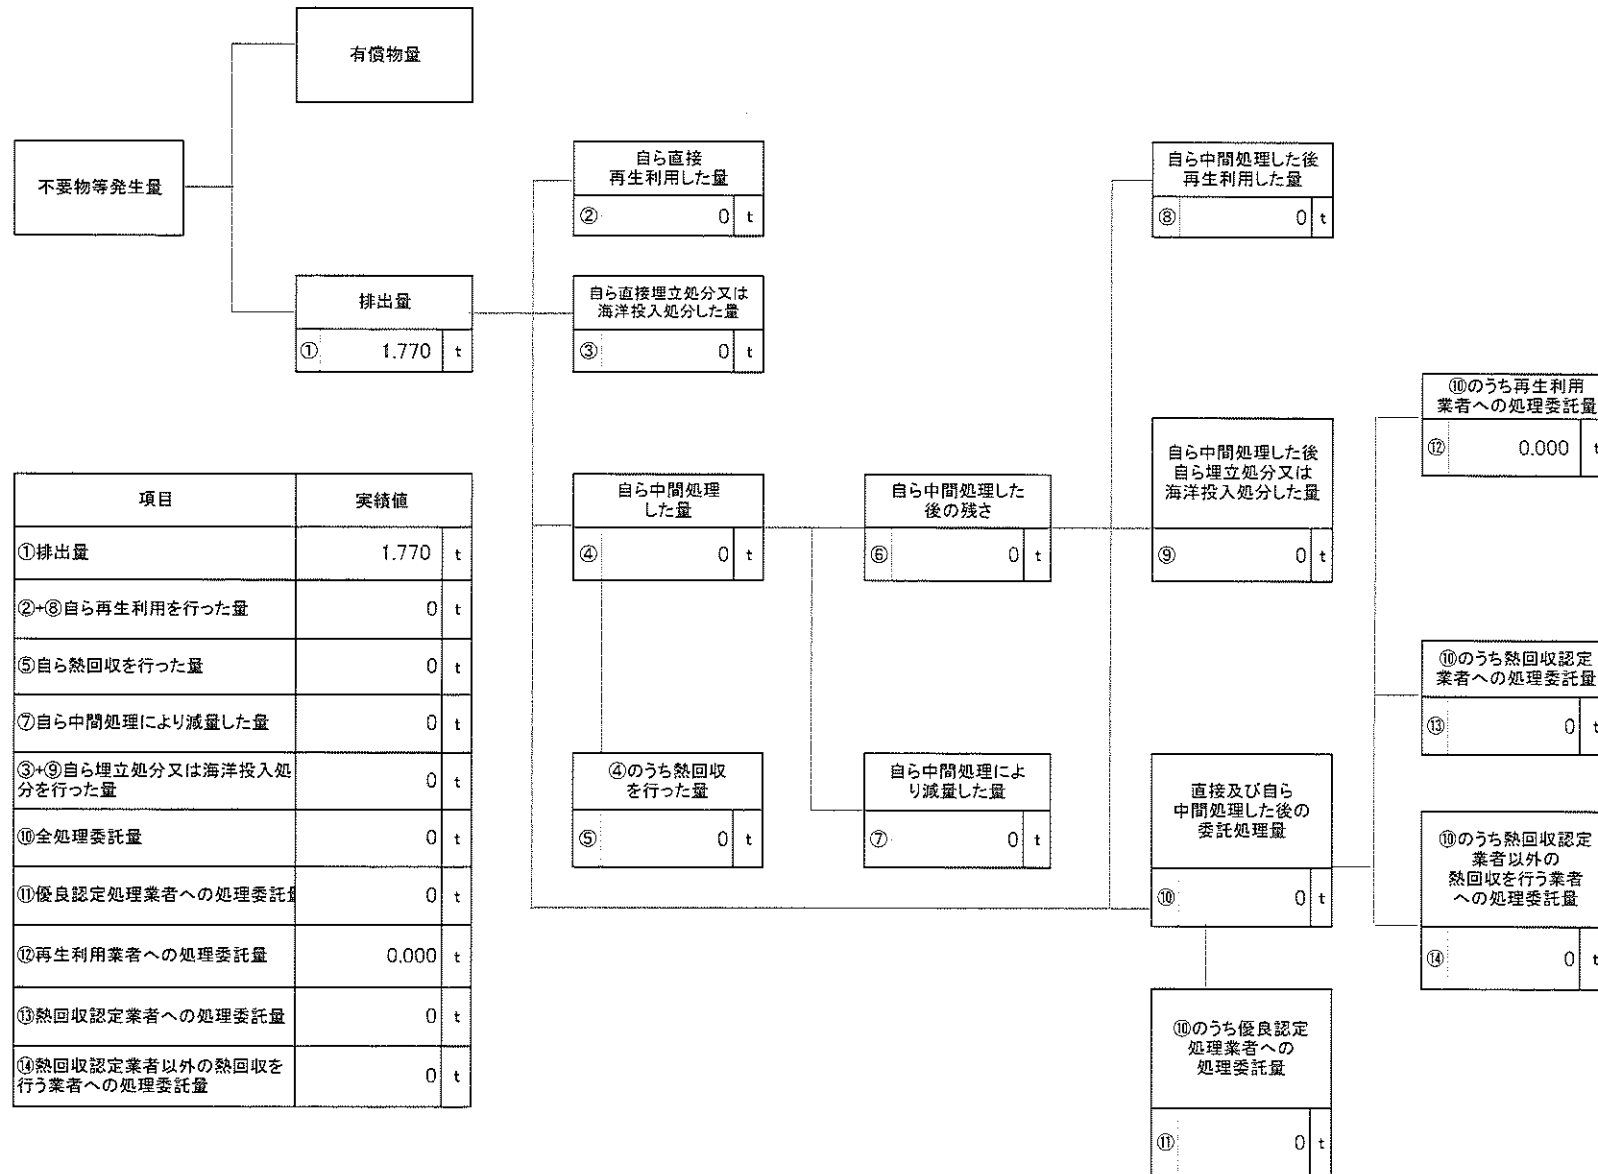 有償物量
不要物等発生量
排出量
① 1.770 t
自ら直接
再生利用した量
② 0 t
自ら直接埋立処分又は
海洋投入処分した量
③ 0 t
自ら中間処理
した量
④ 0 t
④のうち熱回収
を行った量
⑤ 0 t
自ら中間処理した
後の残さ
⑥ 0 t
自ら中間処理によ
り減量した量
⑦ 0 t
自ら中間処理した後
再生利用した量
⑧ 0 t
自ら中間処理した後
自ら埋立処分又は
海洋投入処分した量
⑨ 0 t
直接及び自ら
中間処理した後の
委託処理量
⑩ 0 t
⑩のうち優良認定
処理業者への
処理委託量
⑪ 0 t
⑩のうち再生利用
業者への処理委託量
⑫ 0.000 t
⑩のうち熱回収認定
業者への処理委託量
⑬ 0 t
⑩のうち熱回収認定
業者以外の
熱回収を行う業者
への処理委託量
⑭ 0 t
項目 実績値
①排出量 1.770 t
②+⑧自ら再生利用を行った量 0 t
⑤自ら熱回収を行った量 0 t
⑦自ら中間処理により減量した量 0 t
③+⑨自ら埋立処分又は海洋投入処
分を行った量 0 t
⑩全処理委託量 0 t
⑪優良認定処理業者への処理委託量 0 t
⑫再生利用業者への処理委託量 0.000 t
⑬熱回収認定業者への処理委託量 0 t
⑭熱回収認定業者以外の熱回収を
行う業者への処理委託量 0 t